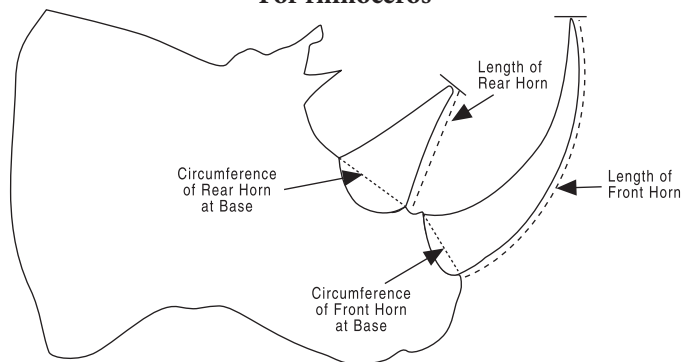 For rhinoceros
Length of
Rear Horn
Circumference
of Rear Horn
at Base
Length of
Front Horn
Circumference
of Front Horn
at Base